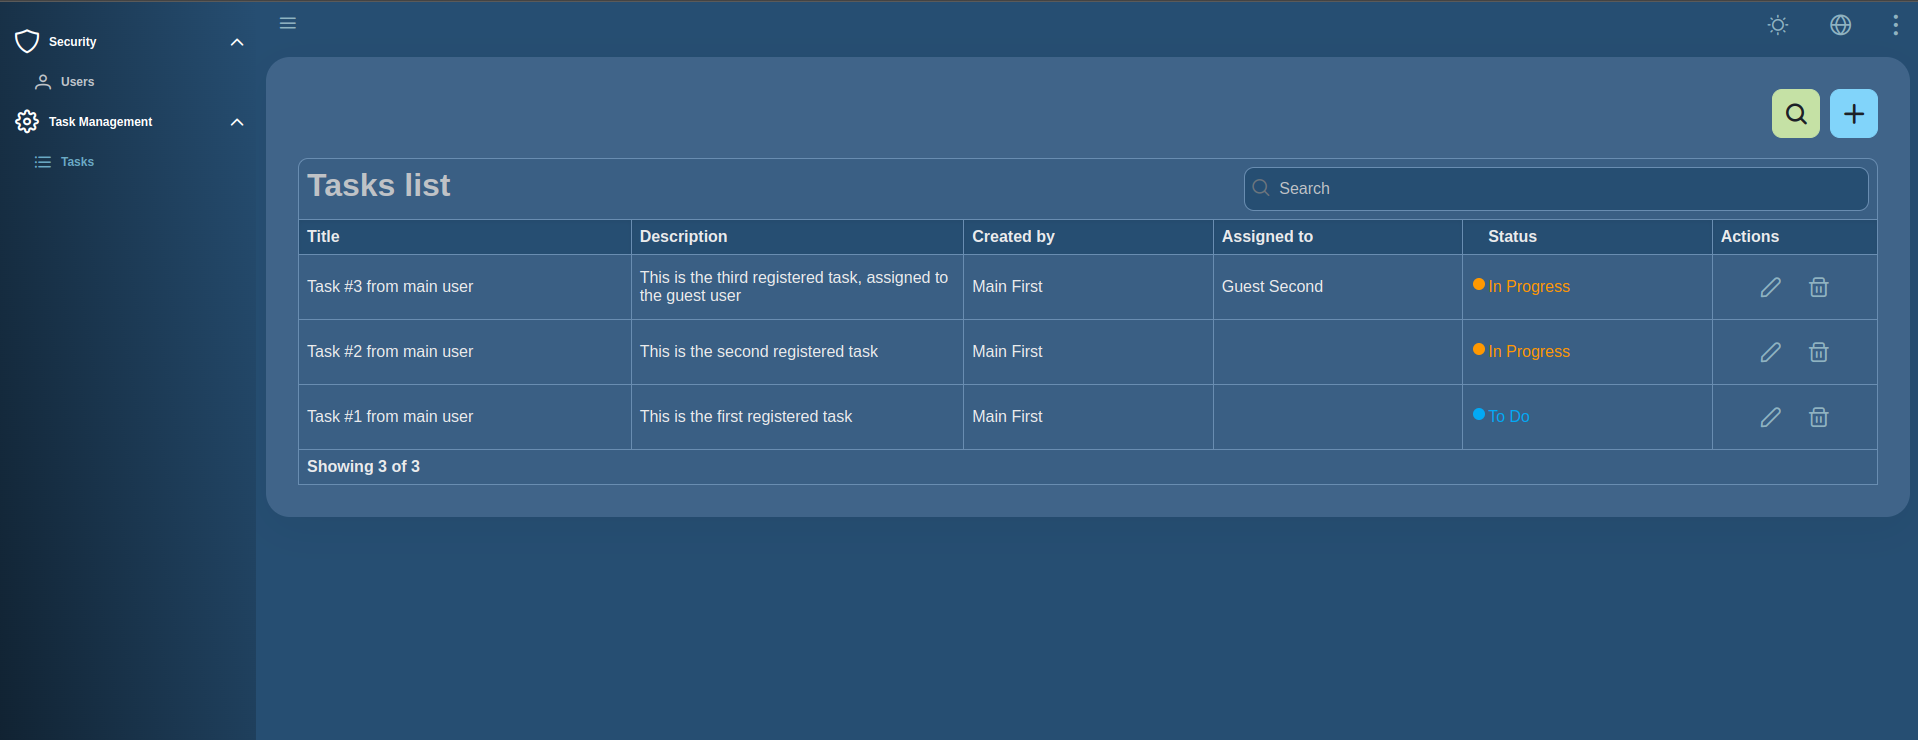 Security
Users
Task Management
Tasks
Tasks list
Search
Title Description Created by Assigned to Status Actions
Task #3 from main user
This is the third registered task, assigned to
the guest user
Main First
Guest Second
In Progress
Task #2 from main user
This is the second registered task
Main First
In Progress
Task #1 from main user
This is the first registered task
Main First
To Do
Showing 3 of 3